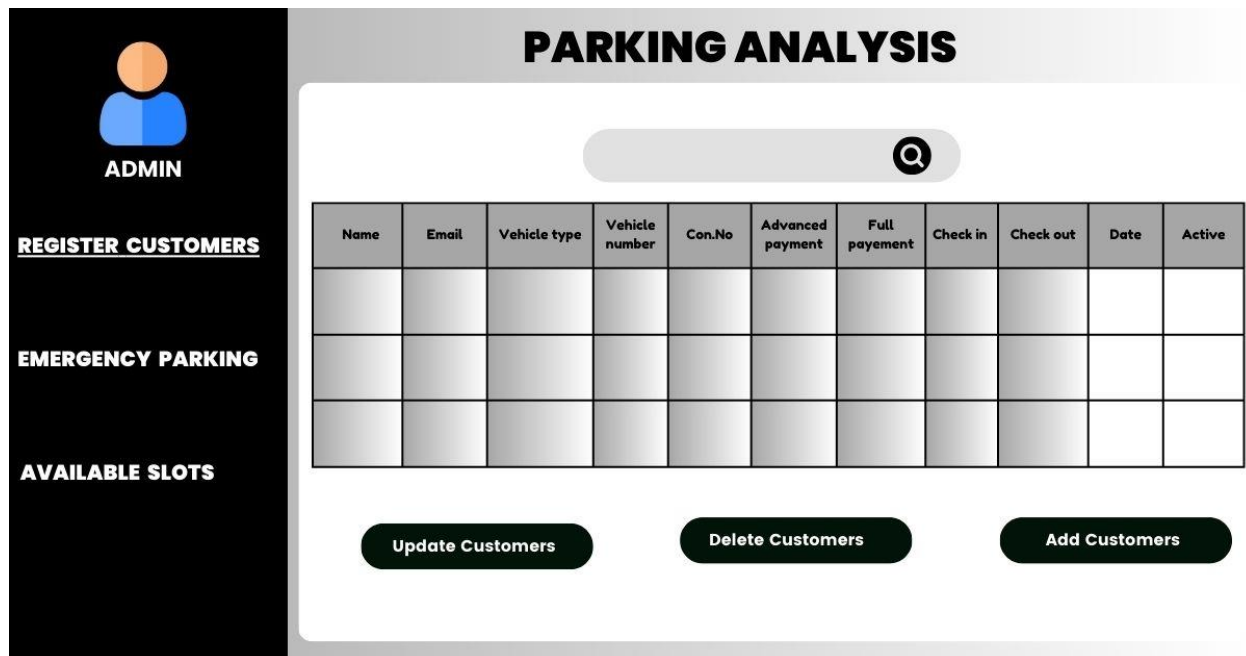 PARKING ANALYSIS
ADMIN
REGISTER CUSTOMERS
EMERGENCY PARKING
AVAILABLE SLOTS
Name Email Vehicle type Vehicle number Con.No Advanced payment Full payement Check in Check out Date Active
Update Customers Delete Customers Add Customers